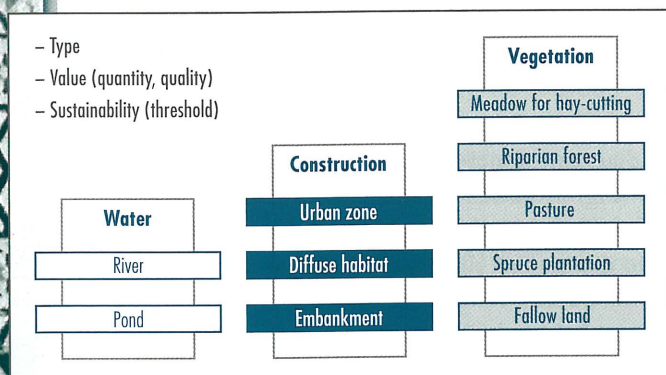 – Type
– Value (quantity, quality)
– Sustainability (threshold)
Water
River
Pond
Construction
Urban zone
Diffuse habitat
Embankment
Vegetation
Meadow for hay-cutting
Riparian forest
Pasture
Spruce plantation
Fallow land